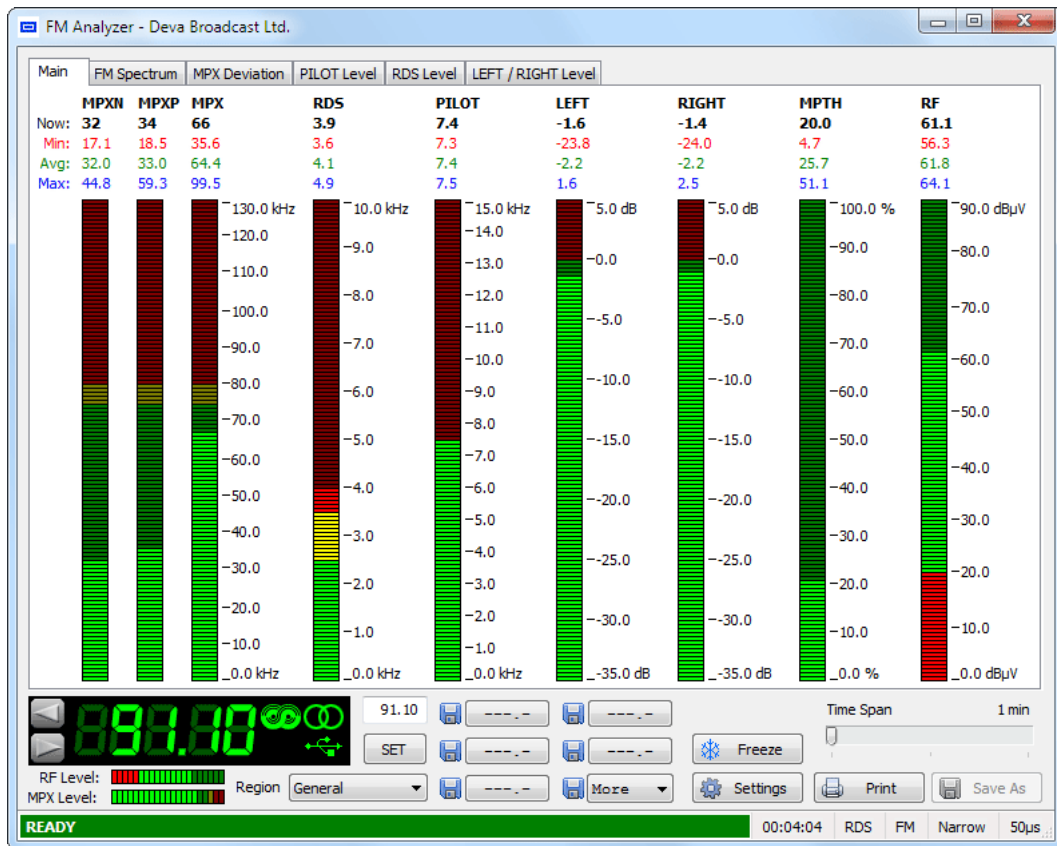 FM Analyzer - Deva Broadcast Ltd.
Main FM Spectrum MPX Deviation PILOT Level RDS Level LEFT / RIGHT Level
MPXN MPXP MPX RDS PILOT LEFT RIGHT MPTH RF
Now: 32 34 66 3.9 7.4 -1.6 -1.4 20.0 61.1
Min: 17.1 18.5 35.6 3.6 7.3 -23.8 -24.0 4.7 56.3
Avg: 32.0 33.0 64.4 4.1 7.4 -2.2 -2.2 25.7 61.8
Max: 44.8 59.3 99.5 4.9 7.5 1.6 2.5 51.1 64.1
130.0 kHz
120.0
110.0
100.0
90.0
80.0
70.0
60.0
50.0
40.0
30.0
20.0
10.0
0.0 kHz
10.0 kHz
9.0
8.0
7.0
6.0
5.0
4.0
3.0
2.0
1.0
0.0 kHz
15.0 kHz
14.0
13.0
12.0
11.0
10.0
9.0
8.0
7.0
6.0
5.0
4.0
3.0
2.0
1.0
0.0 kHz
5.0 dB
0.0
-5.0
-10.0
-15.0
-20.0
-25.0
-30.0
-35.0 dB
5.0 dB
0.0
-5.0
-10.0
-15.0
-20.0
-25.0
-30.0
-35.0 dB
100.0 %
90.0
80.0
70.0
60.0
50.0
40.0
30.0
20.0
10.0
0.0 %
90.0 dBµV
80.0
70.0
60.0
50.0
40.0
30.0
20.0
10.0
0.0 dBµV
91.10
91.10
SET
---.- ---.-
---.- ---.-
---.- More
Time Span 1 min
Freeze
RF Level:
MPX Level:
Region General
Settings Print Save As
READY 00:04:04 RDS FM Narrow 50µs